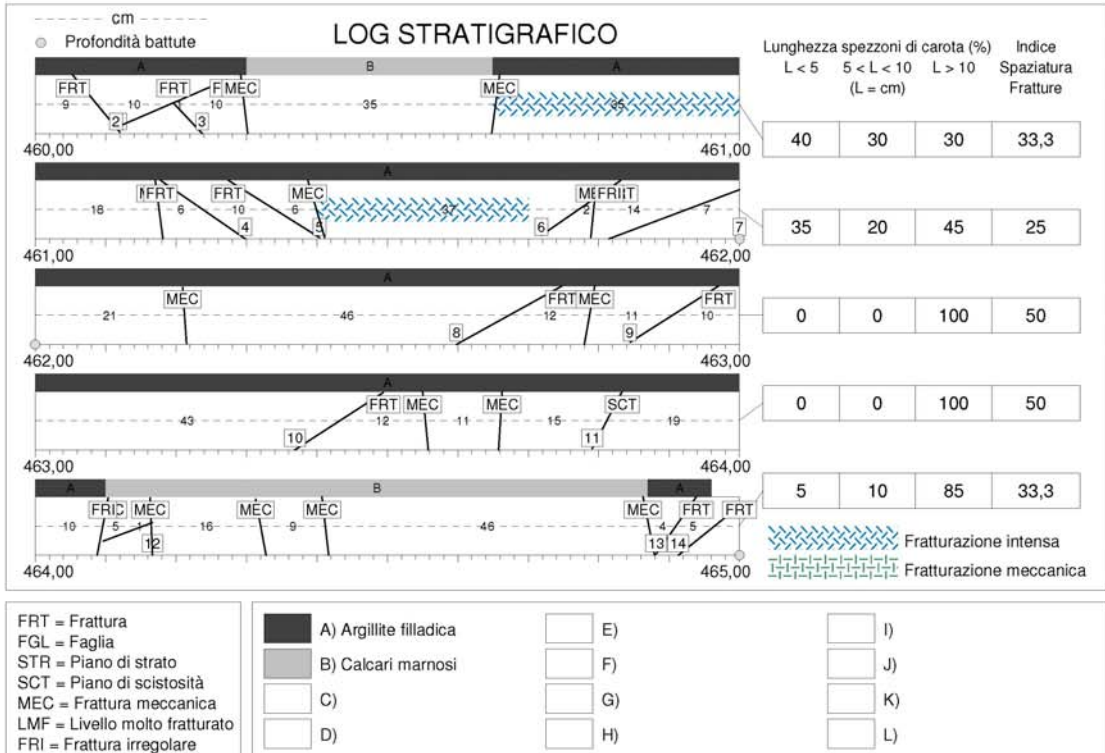 cm
LOG STRATIGRAFICO
Profondità battute
Lunghezza spezzoni di carota (%)
Indice
L < 5
5 < L < 10
L > 10
Spaziatura
(L = cm)
Fratture
A
B
A
FRT
FRT
MEC
MEC
9
10
10
35
35
2
3
460,00
461,00
40
30
30
33,3
A
FRT
FRT
MEC
FRI
18
6
10
6
37
2
14
7
4
5
6
7
461,00
462,00
35
20
45
25
A
MEC
FRT
MEC
FRT
21
46
12
11
10
8
9
462,00
463,00
0
0
100
50
A
FRT
MEC
MEC
SCT
43
12
11
15
19
10
11
463,00
464,00
0
0
100
50
A
B
A
FRI
MEC
MEC
MEC
MEC
FRT
FRT
10
5
1
16
9
46
4
5
12
13
14
464,00
465,00
5
10
85
33,3
Fratturazione intensa
Fratturazione meccanica
FRT = Frattura
FGL = Faglia
STR = Piano di strato
SCT = Piano di scistosità
MEC = Frattura meccanica
LMF = Livello molto fratturato
FRI = Frattura irregolare
A) Argillite filladica
B) Calcari marnosi
C)
D)
E)
F)
G)
H)
I)
J)
K)
L)